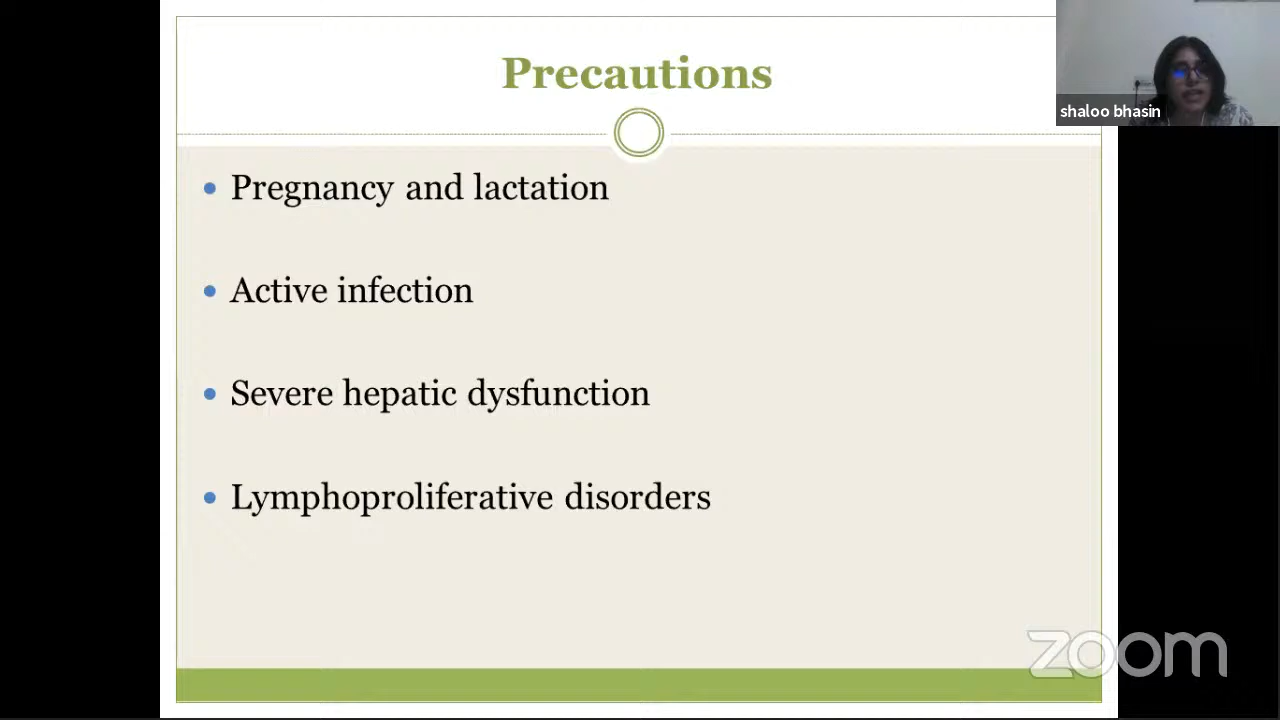 Precautions
shaloo bhasin
Pregnancy and lactation
Active infection
Severe hepatic dysfunction
Lymphoproliferative disorders
zoom